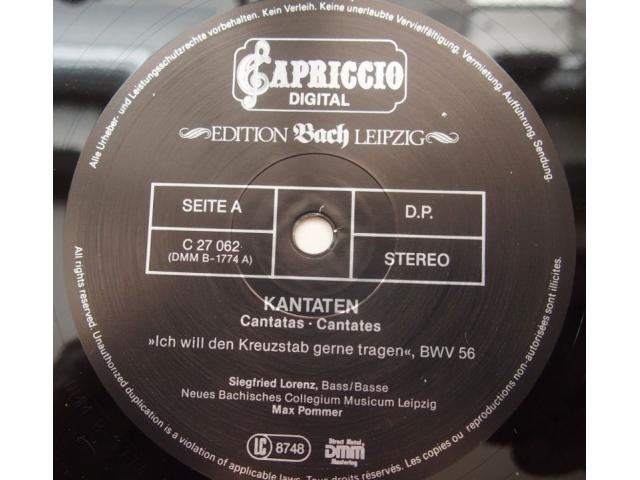 Alle Urheber- und Leistungsschutzrechte vorbehalten. Kein Verleih. Keine unerlaubte Vervielfältigung, Vermietung, Aufführung, Sendung.
CAPRICCIO
DIGITAL
EDITION Bach LEIPZIG
SEITE A
D.P.
C 27 062
(DMM B-1774 A)
STEREO
KANTATEN
Cantatas · Cantates
»Ich will den Kreuzstab gerne tragen«, BWV 56
Siegfried Lorenz, Bass/Basse
Neues Bachisches Collegium Musicum Leipzig
Max Pommer
LC 8748
Direct Metal
DMM
Mastering
All rights reserved. Unauthorized duplication is a violation of applicable laws. Tous droits réservés. Les copies ou reproductions non-autorisées sont illicites.